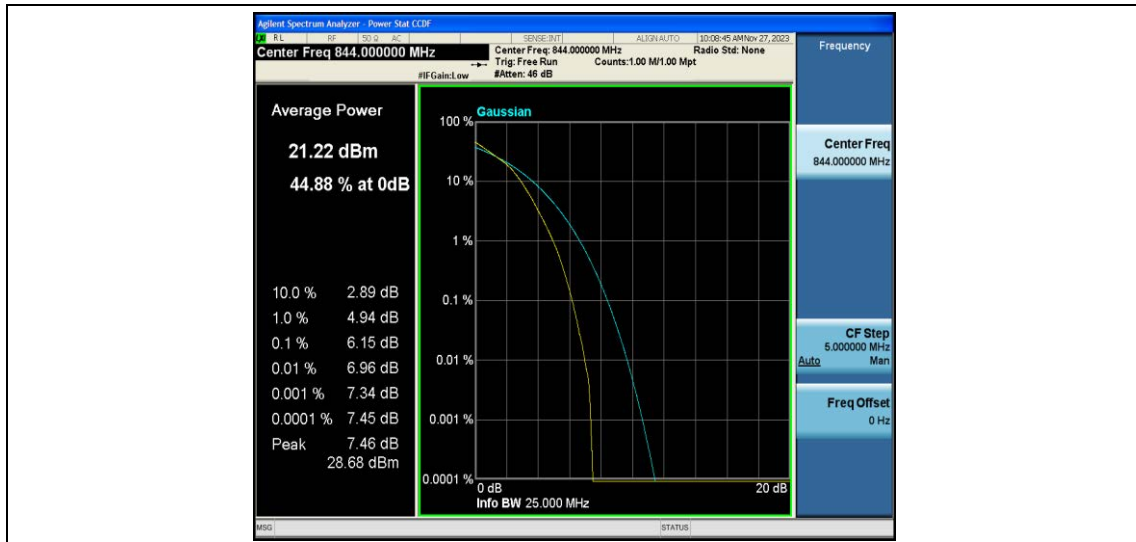 Agilent Spectrum Analyzer - Power Stat CCDF
RL RF 50 Ω AC SENSE:INT ALIGN AUTO 10:08:45 AM Nov 27, 2023
Center Freq 844.000000 MHz
Center Freq: 844.000000 MHz Radio Std: None
Trig: Free Run Counts:1.00 M/1.00 Mpt
#IFGain:Low #Atten: 46 dB
Frequency
Average Power
21.22 dBm
44.88 % at 0dB
10.0 % 2.89 dB
1.0 % 4.94 dB
0.1 % 6.15 dB
0.01 % 6.96 dB
0.001 % 7.34 dB
0.0001 % 7.45 dB
Peak 7.46 dB
28.68 dBm
Gaussian
100 %
10 %
1 %
0.1 %
0.01 %
0.001 %
0.0001 %
0 dB 20 dB
Info BW 25.000 MHz
Center Freq
844.000000 MHz
CF Step
5.000000 MHz
Auto Man
Freq Offset
0 Hz
MSG STATUS